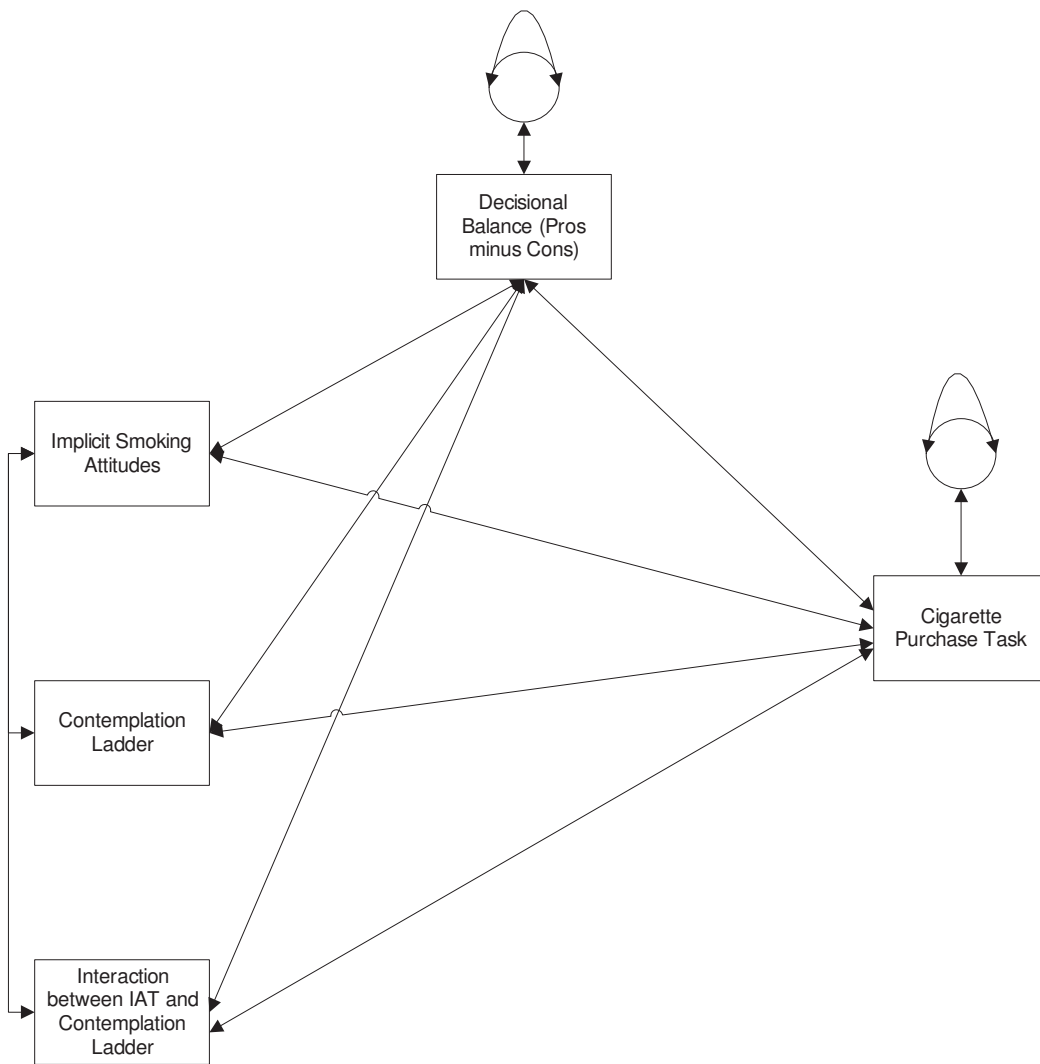 Decisional
Balance (Pros
minus Cons)
Implicit Smoking
Attitudes
Cigarette
Purchase Task
Contemplation
Ladder
Interaction
between IAT and
Contemplation
Ladder